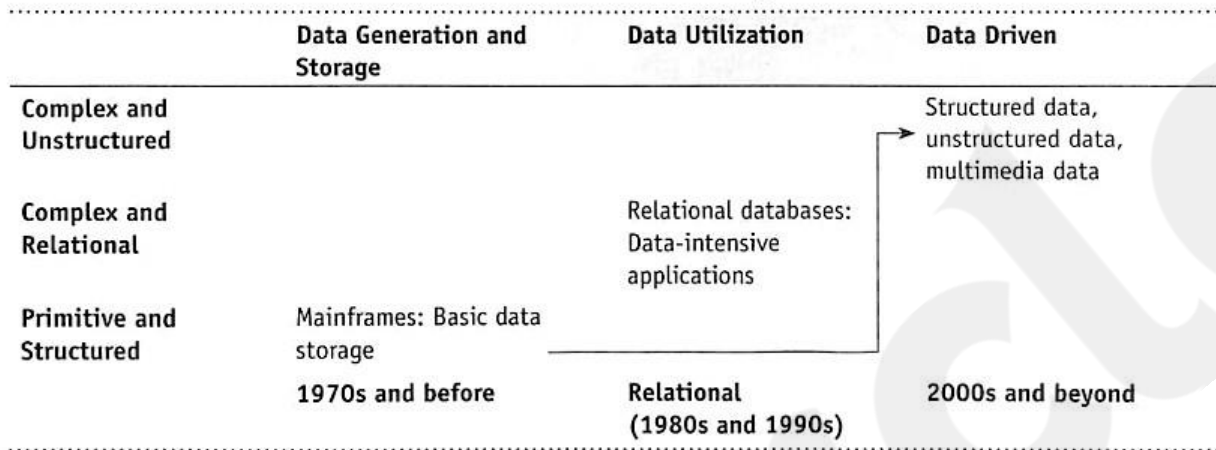 Data Generation and Storage Data Utilization Data Driven
Complex and Unstructured Structured data, unstructured data, multimedia data
Complex and Relational Relational databases: Data-intensive applications
Primitive and Structured Mainframes: Basic data storage
1970s and before Relational (1980s and 1990s) 2000s and beyond